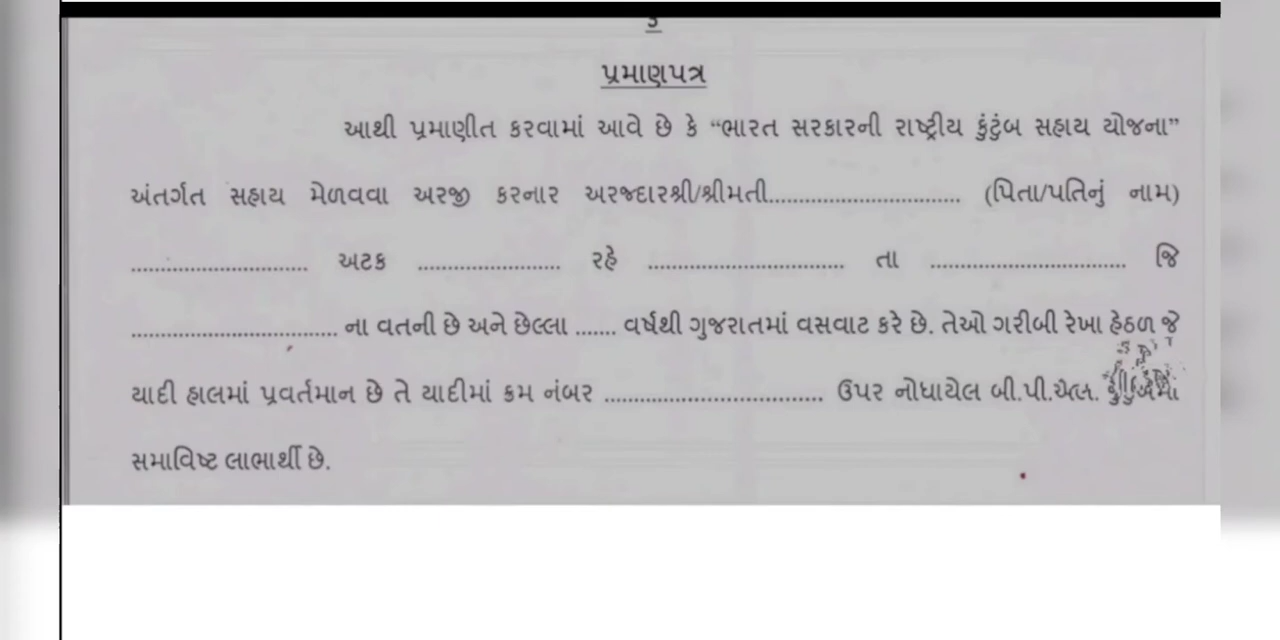 પ્રમાણપત્ર
આથી પ્રમાણીત કરવામાં આવે છે કે “ભારત સરકારની રાષ્ટ્રીય કુંટુંબ સહાય યોજના”
અંતર્ગત સહાય મેળવવા અરજી કરનાર અરજદારશ્રી/શ્રીમતી............................... (પિતા/પતિનું નામ)
............................. અટક ....................... રહે ................................ તા ................................ જિ
.................................. ના વતની છે અને છેલ્લા ....... વર્ષથી ગુજરાતમાં વસવાટ કરે છે. તેઓ ગરીબી રેખા હેઠળ જે
યાદી હાલમાં પ્રવર્તમાન છે તે યાદીમાં ક્રમ નંબર .................................... ઉપર નોધાયેલ બી.પી.એલ.
સમાવિષ્ટ લાભાર્થી છે.